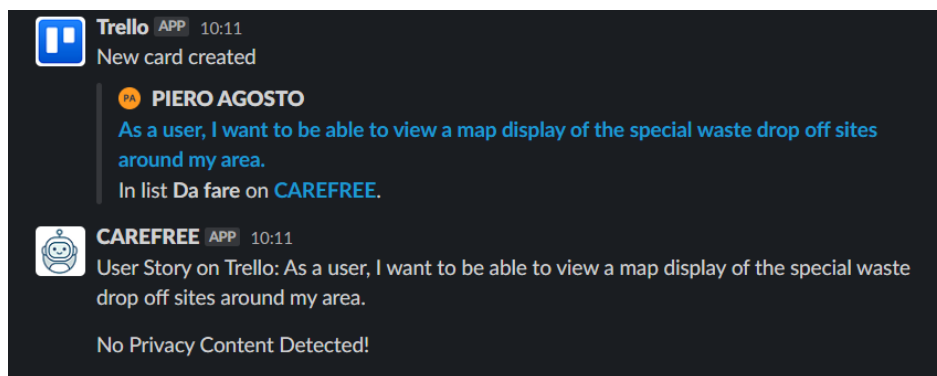 Trello APP 10:11
New card created
PA PIERO AGOSTO
As a user, I want to be able to view a map display of the special waste drop off sites
around my area.
In list Da fare on CAREFREE.
CAREFREE APP 10:11
User Story on Trello: As a user, I want to be able to view a map display of the special waste
drop off sites around my area.
No Privacy Content Detected!